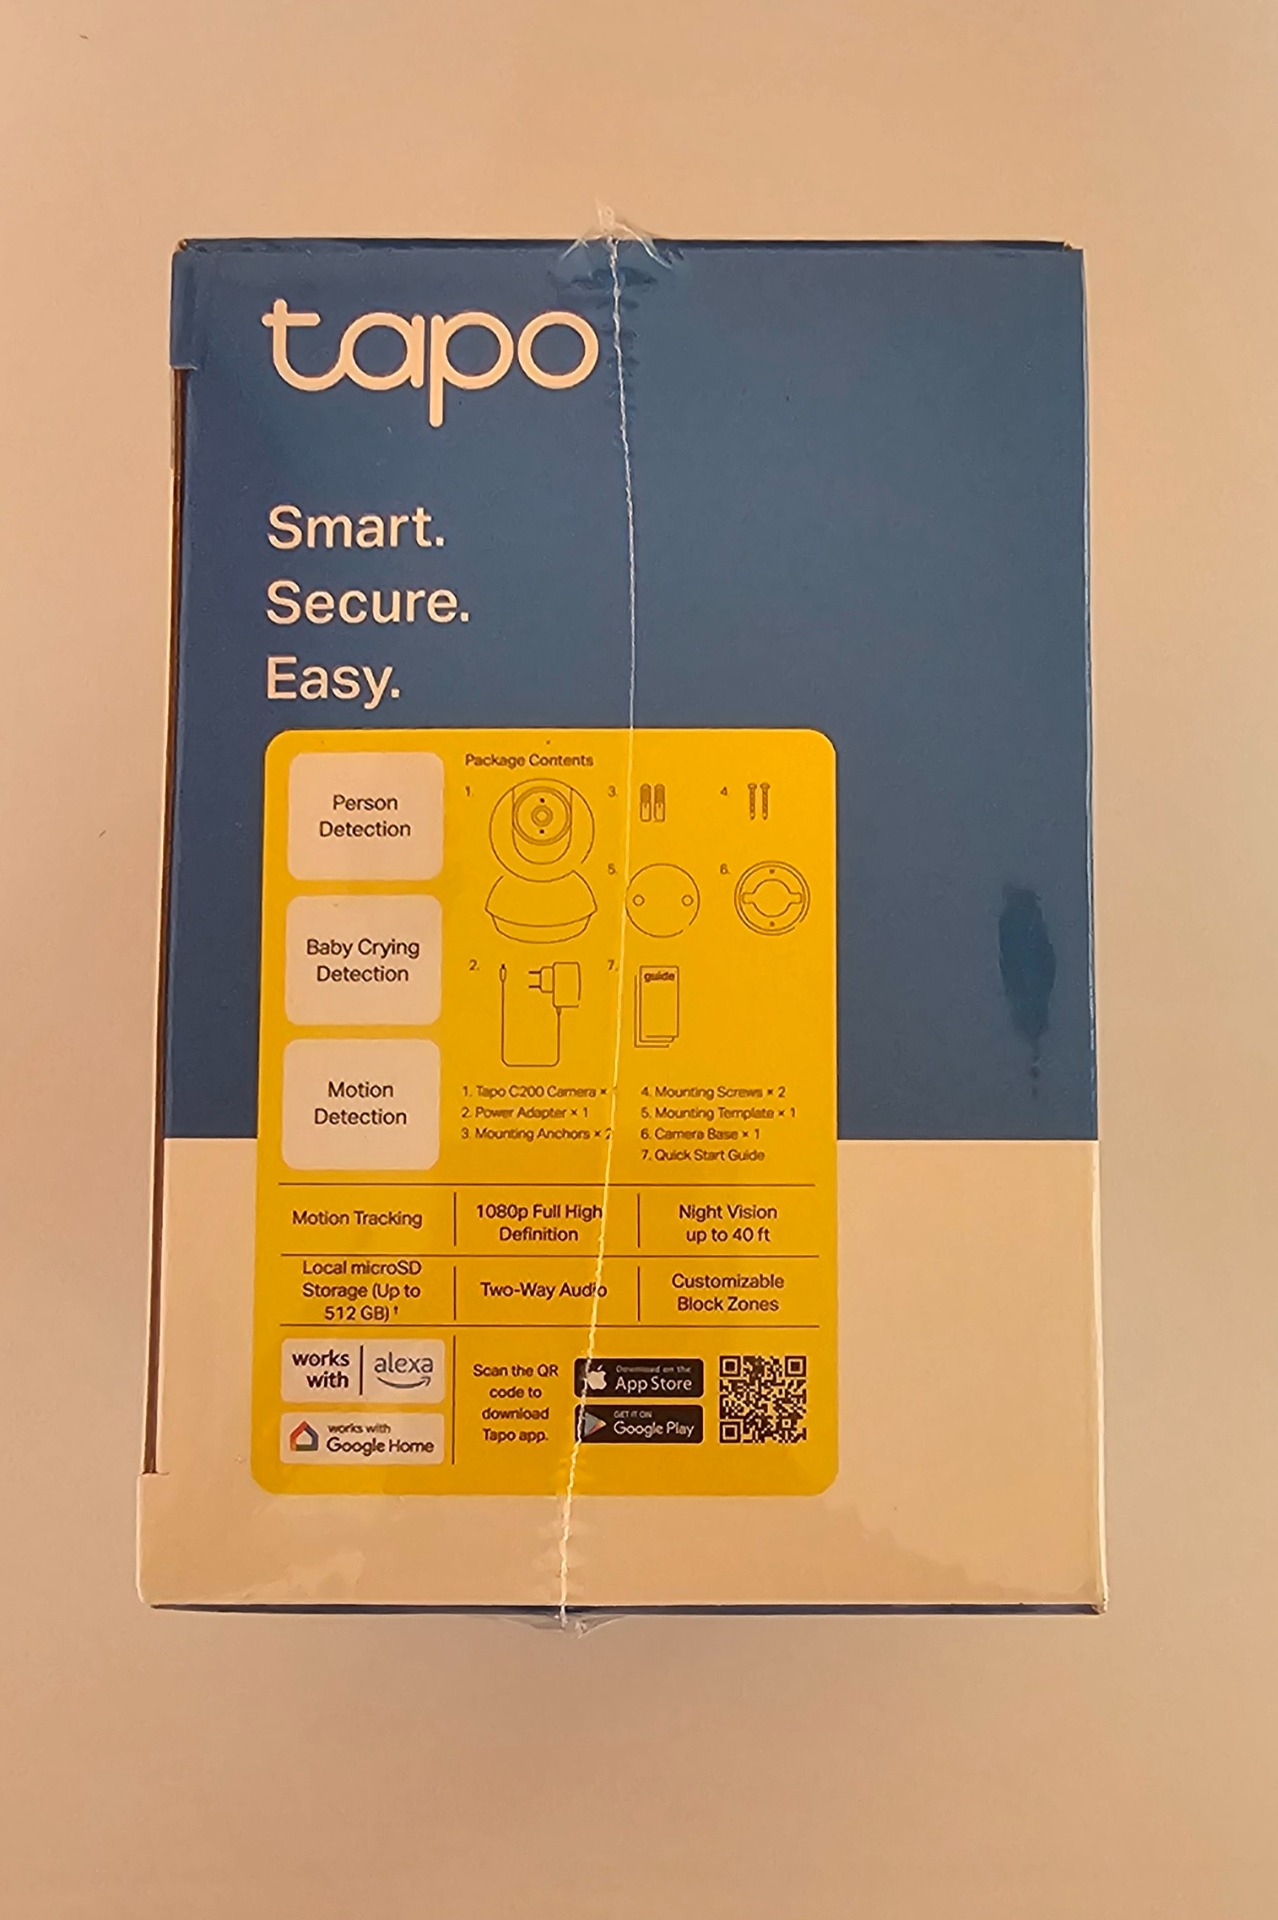 tapo
Smart.
Secure.
Easy.
Person
Detection
Baby Crying
Detection
Motion
Detection
Package Contents
1.
3.
4.
5.
6.
2.
7.
guide
1. Tapo C200 Camera × 1
2. Power Adapter × 1
3. Mounting Anchors × 2
4. Mounting Screws × 2
5. Mounting Template × 1
6. Camera Base × 1
7. Quick Start Guide
Motion Tracking
1080p Full High
Definition
Night Vision
up to 40 ft
Local microSD
Storage (Up to
512 GB)†
Two-Way Audio
Customizable
Block Zones
works
with
alexa
works with
Google Home
Scan the QR
code to
download
Tapo app.
Download on the
App Store
GET IT ON
Google Play